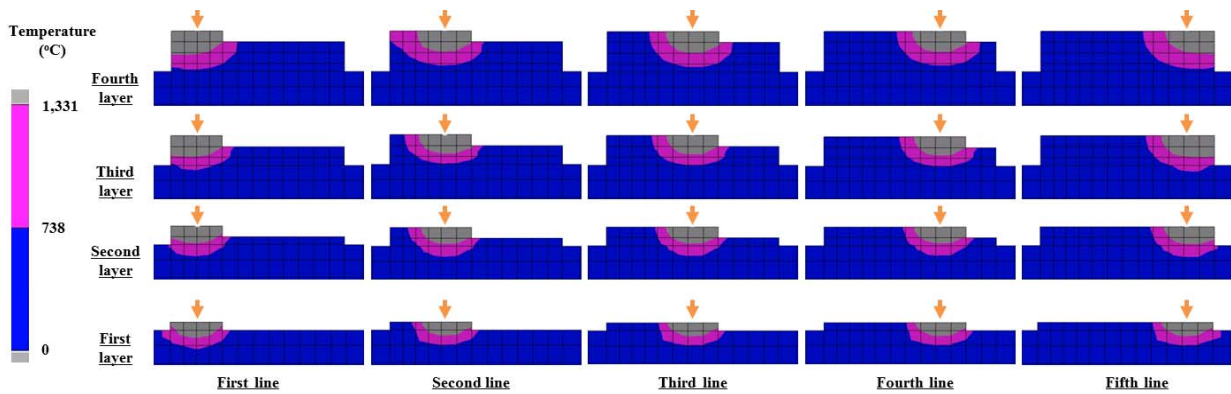 Temperature
(°C)
1,331
738
0
Fourth
layer
Third
layer
Second
layer
First
layer
First line
Second line
Third line
Fourth line
Fifth line